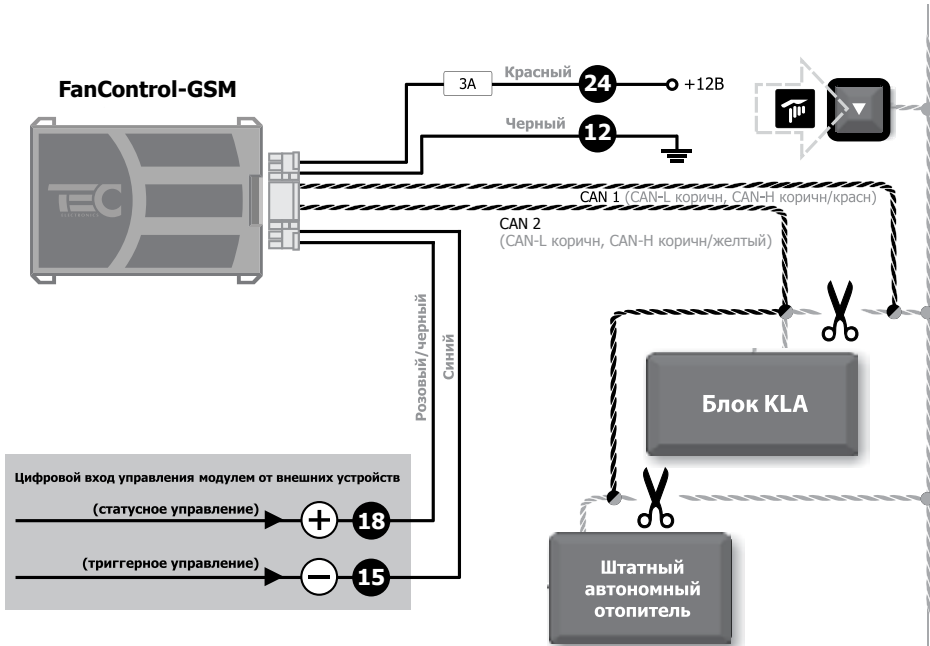 FanControl-GSM
TEC
ELECTRONICS
3А
Красный
24
+12В
Черный
12
CAN 1 (CAN-L коричн, CAN-H коричн/красн)
CAN 2
(CAN-L коричн, CAN-H коричн/желтый)
Розовый/черный
Синий
Блок KLA
Цифровой вход управления модулем от внешних устройств
(статусное управление)
18
(триггерное управление)
15
Штатный
автономный
отопитель